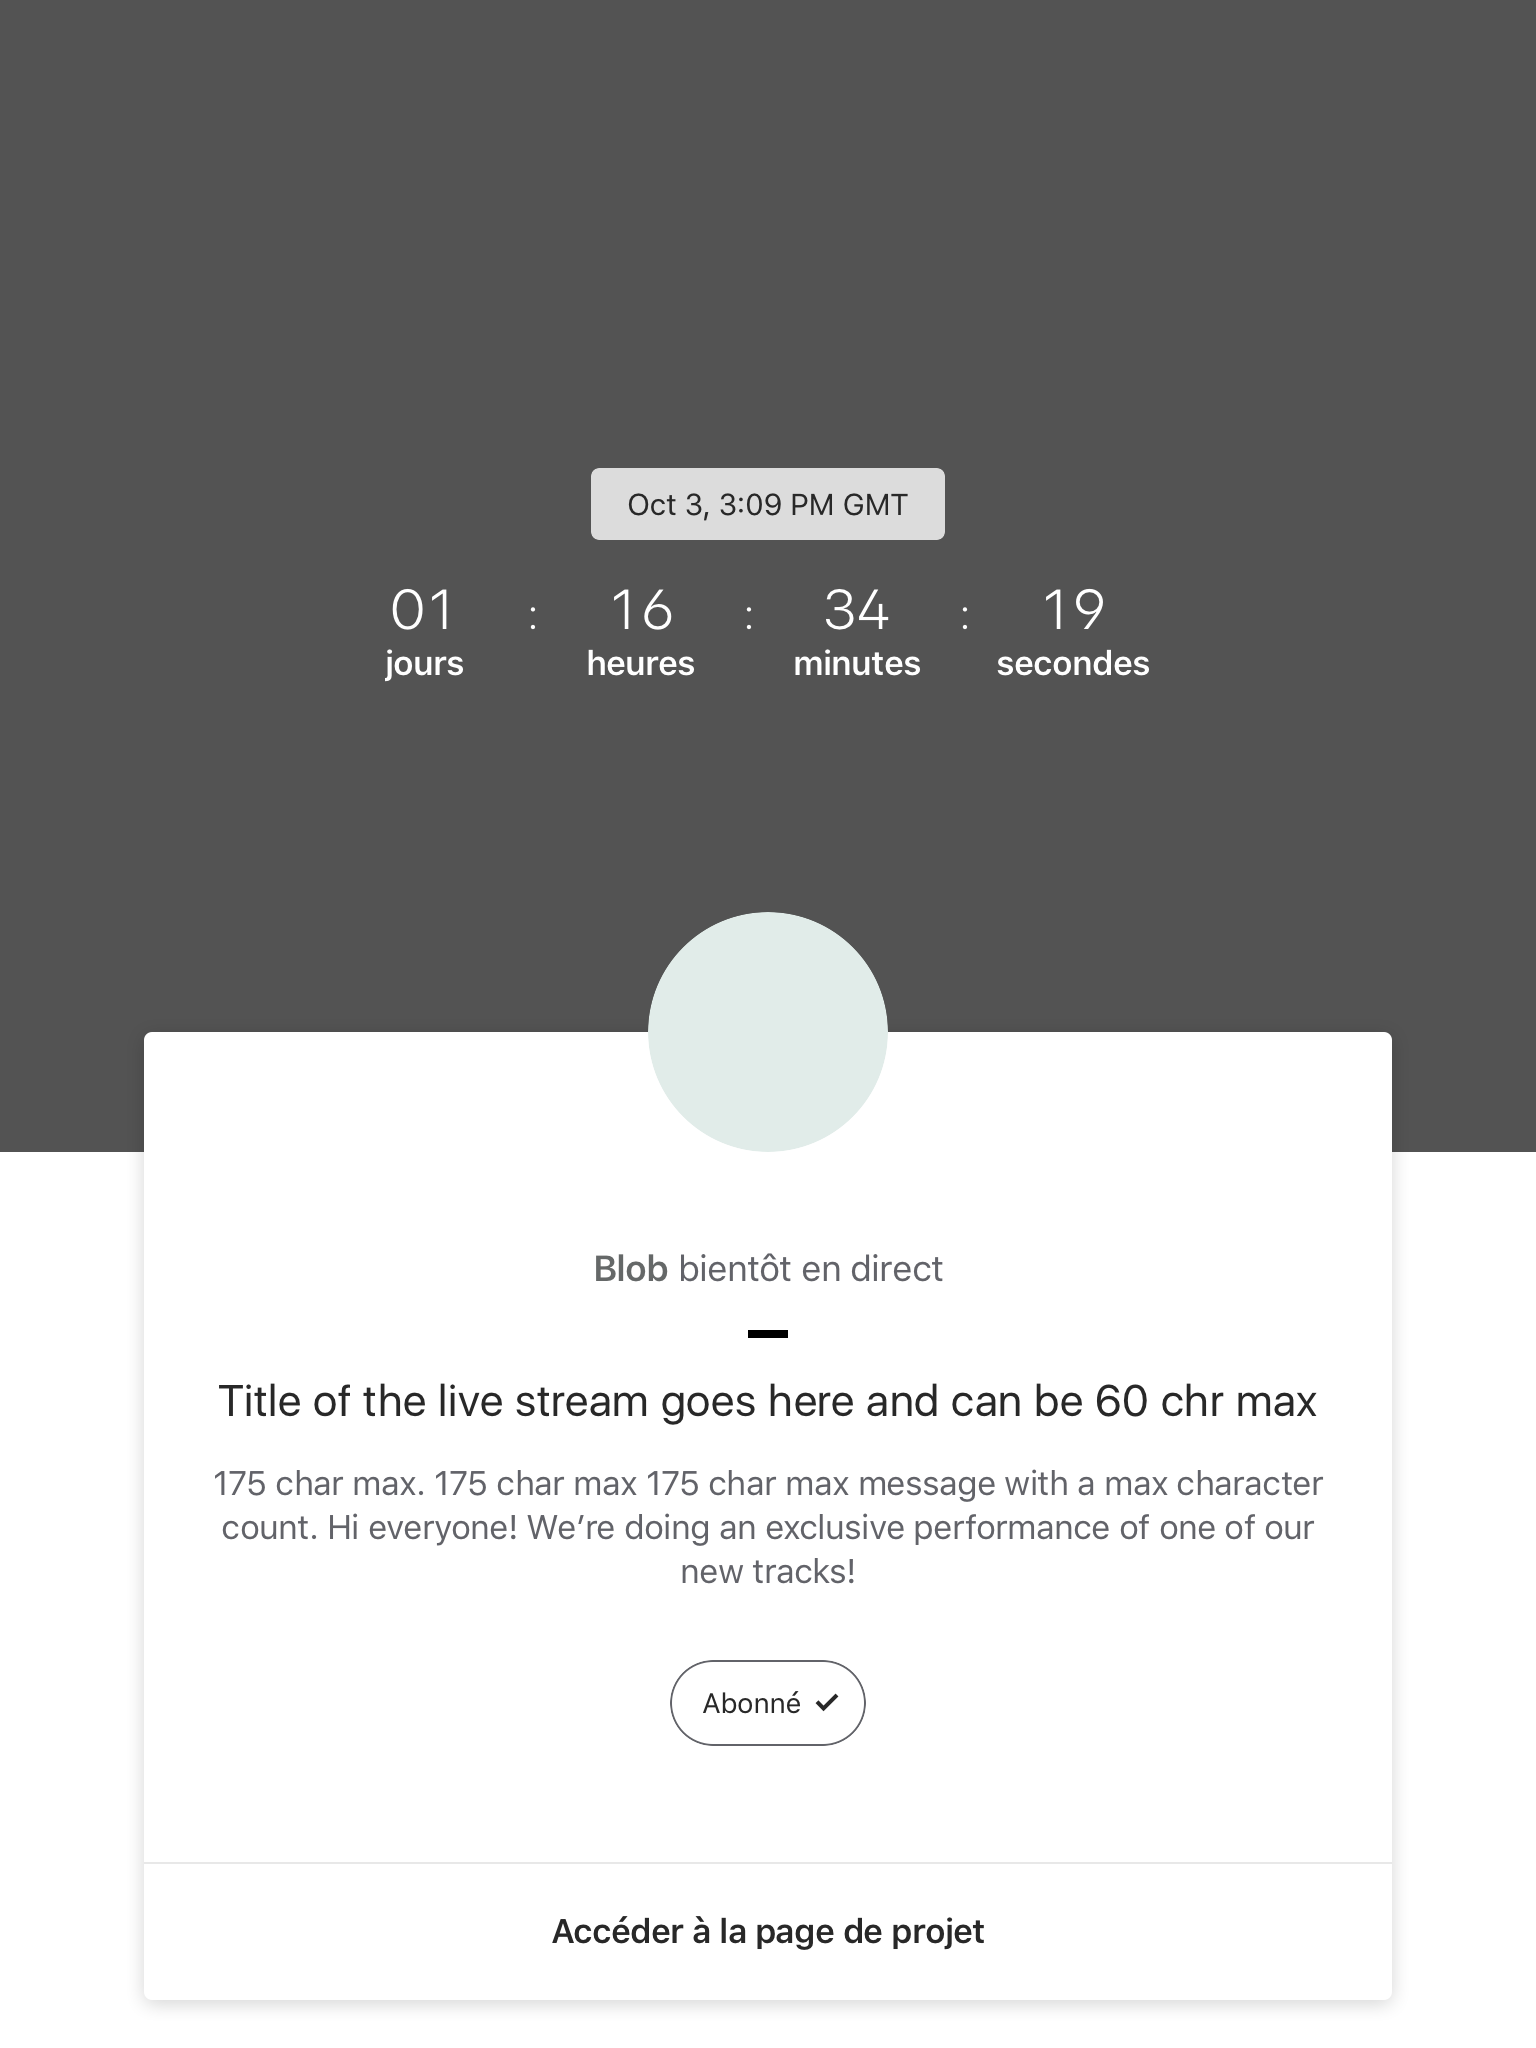 Oct 3, 3:09 PM GMT
01 : 16 : 34 : 19
jours heures minutes secondes
Blob bientôt en direct
Title of the live stream goes here and can be 60 chr max
175 char max. 175 char max 175 char max message with a max character
count. Hi everyone! We’re doing an exclusive performance of one of our
new tracks!
Abonné
Accéder à la page de projet